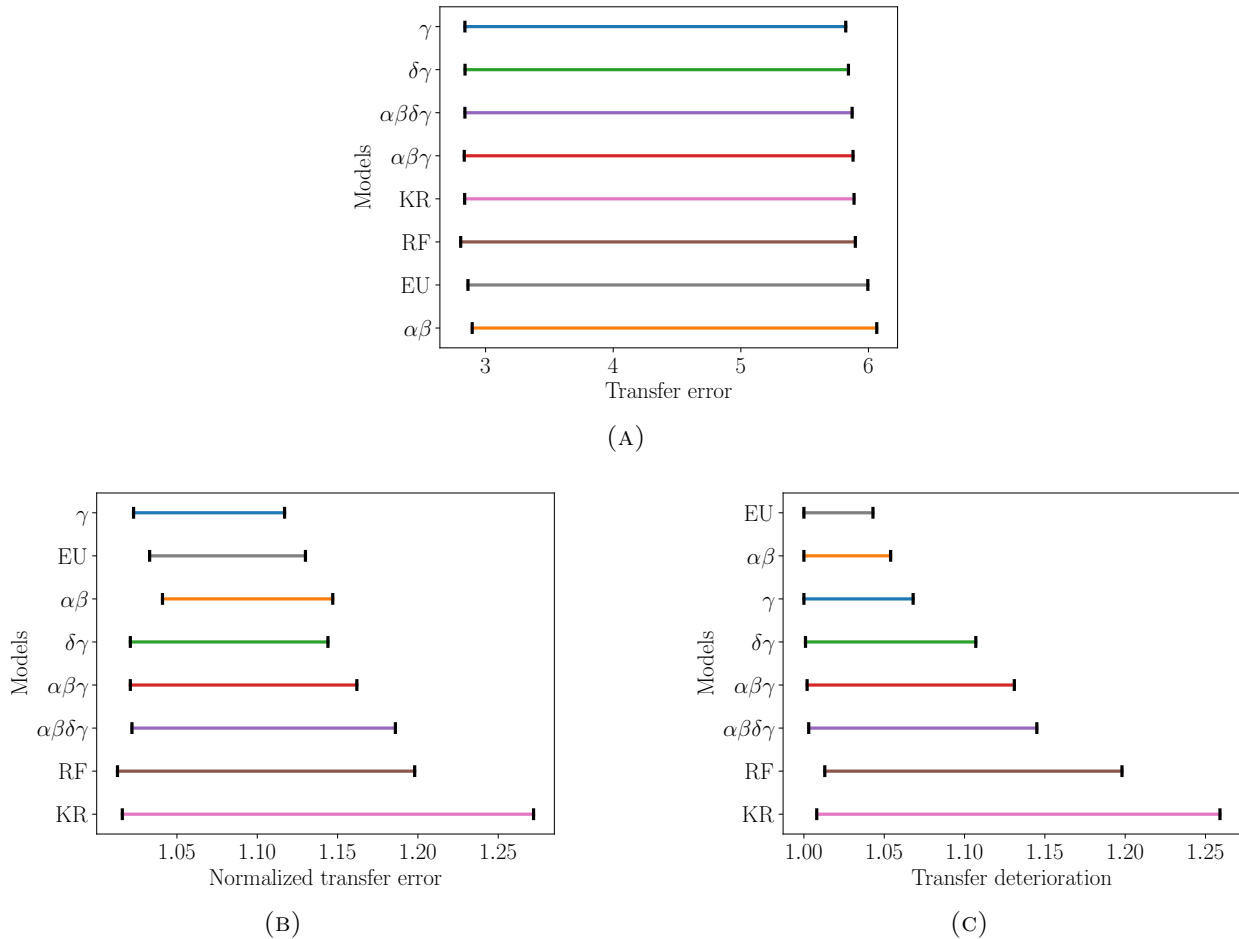 γ
δγ
αβδγ
αβγ
KR
RF
EU
αβ
Models
3 4 5 6
Transfer error
(A)
γ
EU
αβ
δγ
αβγ
αβδγ
RF
KR
Models
1.05 1.10 1.15 1.20 1.25
Normalized transfer error
(B)
EU
αβ
γ
δγ
αβγ
αβδγ
RF
KR
Models
1.00 1.05 1.10 1.15 1.20 1.25
Transfer deterioration
(C)